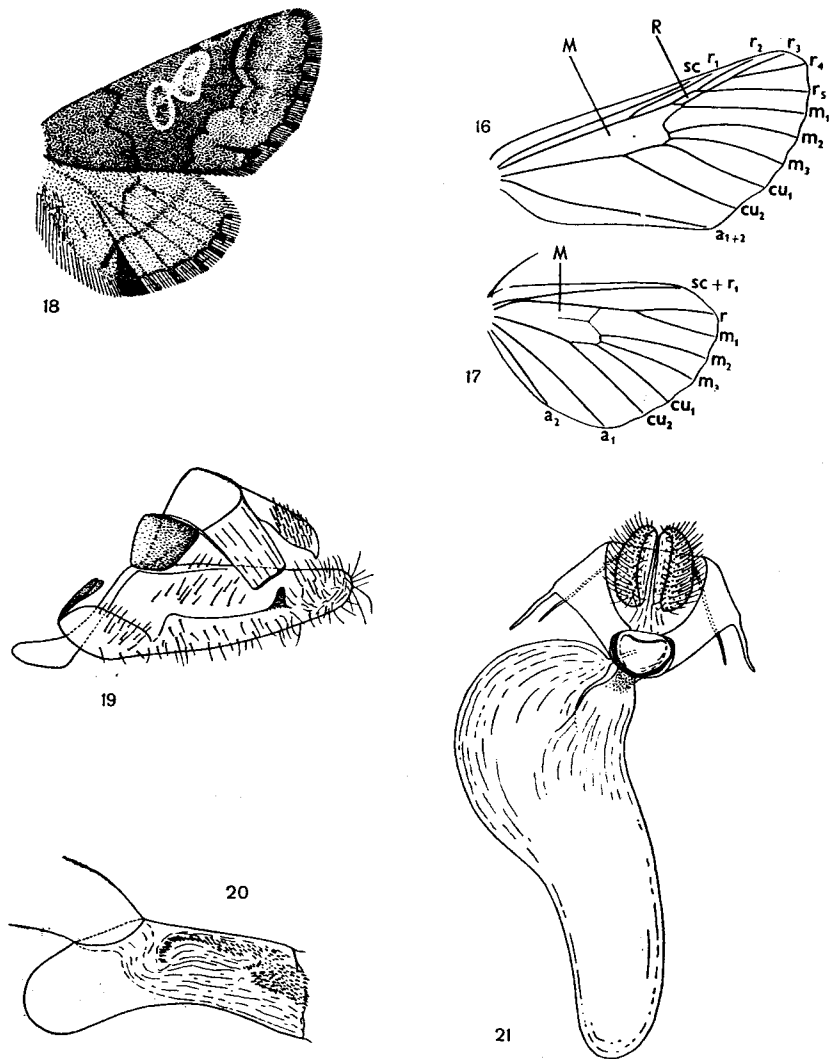 18
16
M
R
sc
r₁
r₂
r₃
r₄
r₅
m₁
m₂
m₃
cu₁
cu₂
a₁₊₂
17
M
sc + r₁
r
m₁
m₂
m₃
cu₁
cu₂
a₁
a₂
19
20
21